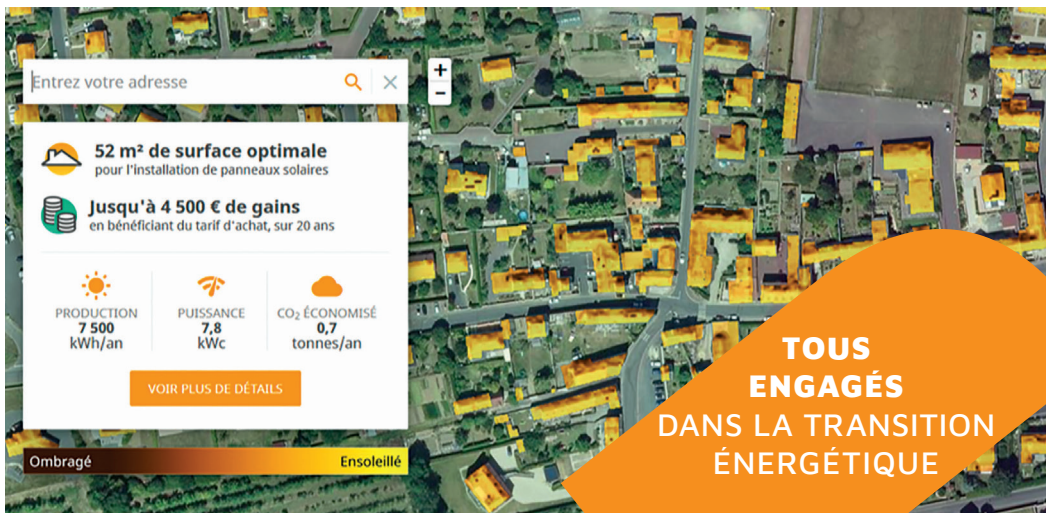 Entrez votre adresse
+
−
52 m² de surface optimale
pour l'installation de panneaux solaires
Jusqu'à 4 500 € de gains
en bénéficiant du tarif d'achat, sur 20 ans
PRODUCTION
7 500
kWh/an
PUISSANCE
7,8
kWc
CO₂ ÉCONOMISÉ
0,7
tonnes/an
VOIR PLUS DE DÉTAILS
Ombragé
Ensoleillé
TOUS
ENGAGÉS
DANS LA TRANSITION
ÉNERGÉTIQUE